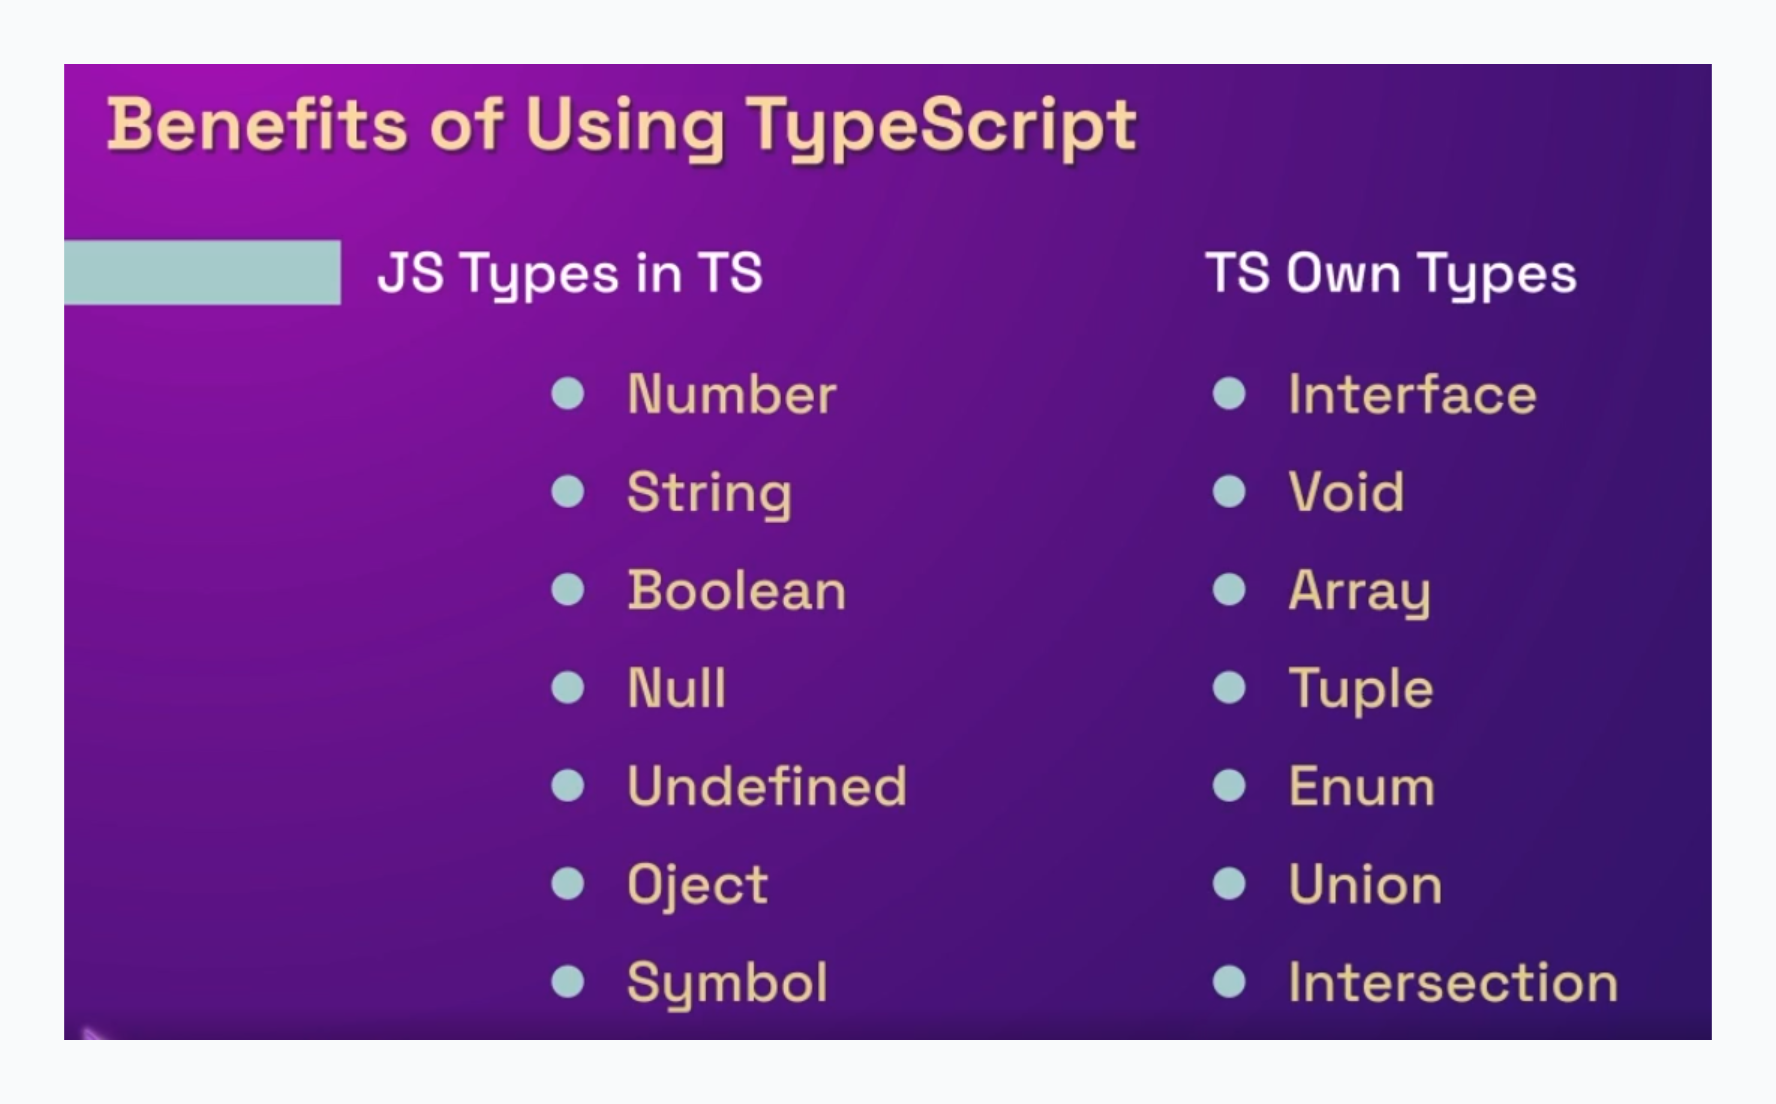 Benefits of Using TypeScript
JS Types in TS
Number
String
Boolean
Null
Undefined
Oject
Symbol
TS Own Types
Interface
Void
Array
Tuple
Enum
Union
Intersection